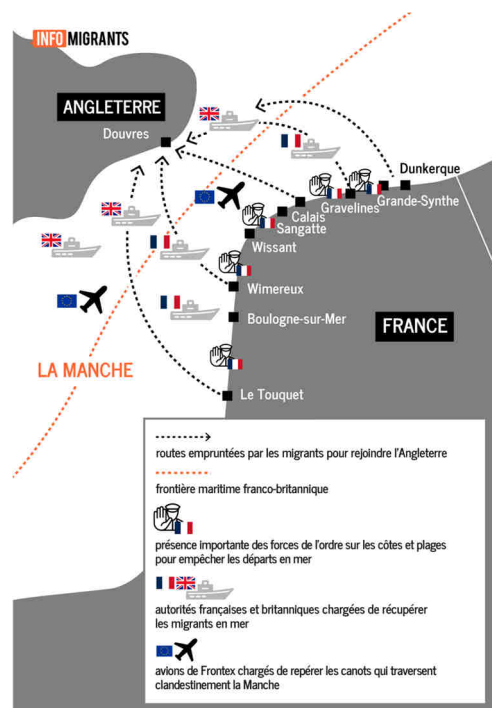 INFOMIGRANTS
ANGLETERRE
Douvres
Dunkerque
Grande-Synthe
Gravelines
Calais
Sangatte
Wissant
Wimereux
Boulogne-sur-Mer
FRANCE
LA MANCHE
Le Touquet
routes empruntées par les migrants pour rejoindre l'Angleterre
frontière maritime franco-britannique
présence importante des forces de l'ordre sur les côtes et plages
pour empêcher les départs en mer
autorités françaises et britanniques chargées de récupérer
les migrants en mer
avions de Frontex chargés de repérer les canots qui traversent
clandestinement la Manche